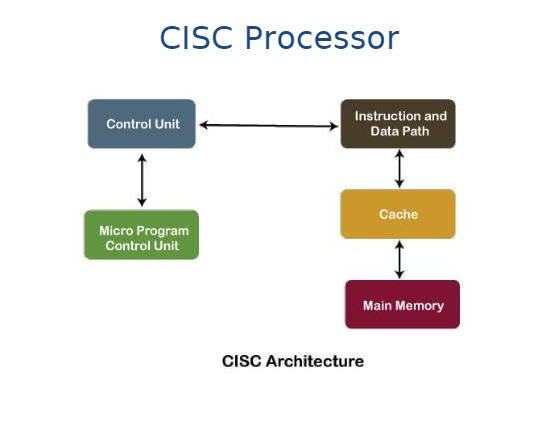 CISC Processor
Control Unit
Instruction and
Data Path
Micro Program
Control Unit
Cache
Main Memory
CISC Architecture